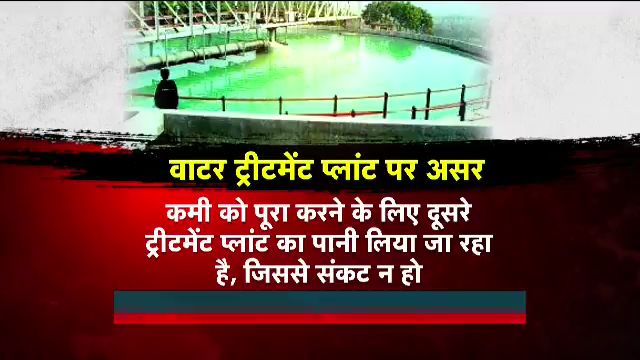 वाटर ट्रीटमेंट प्लांट पर असर
कमी को पूरा करने के लिए दूसरे
ट्रीटमेंट प्लांट का पानी लिया जा रहा
है, जिससे संकट न हो